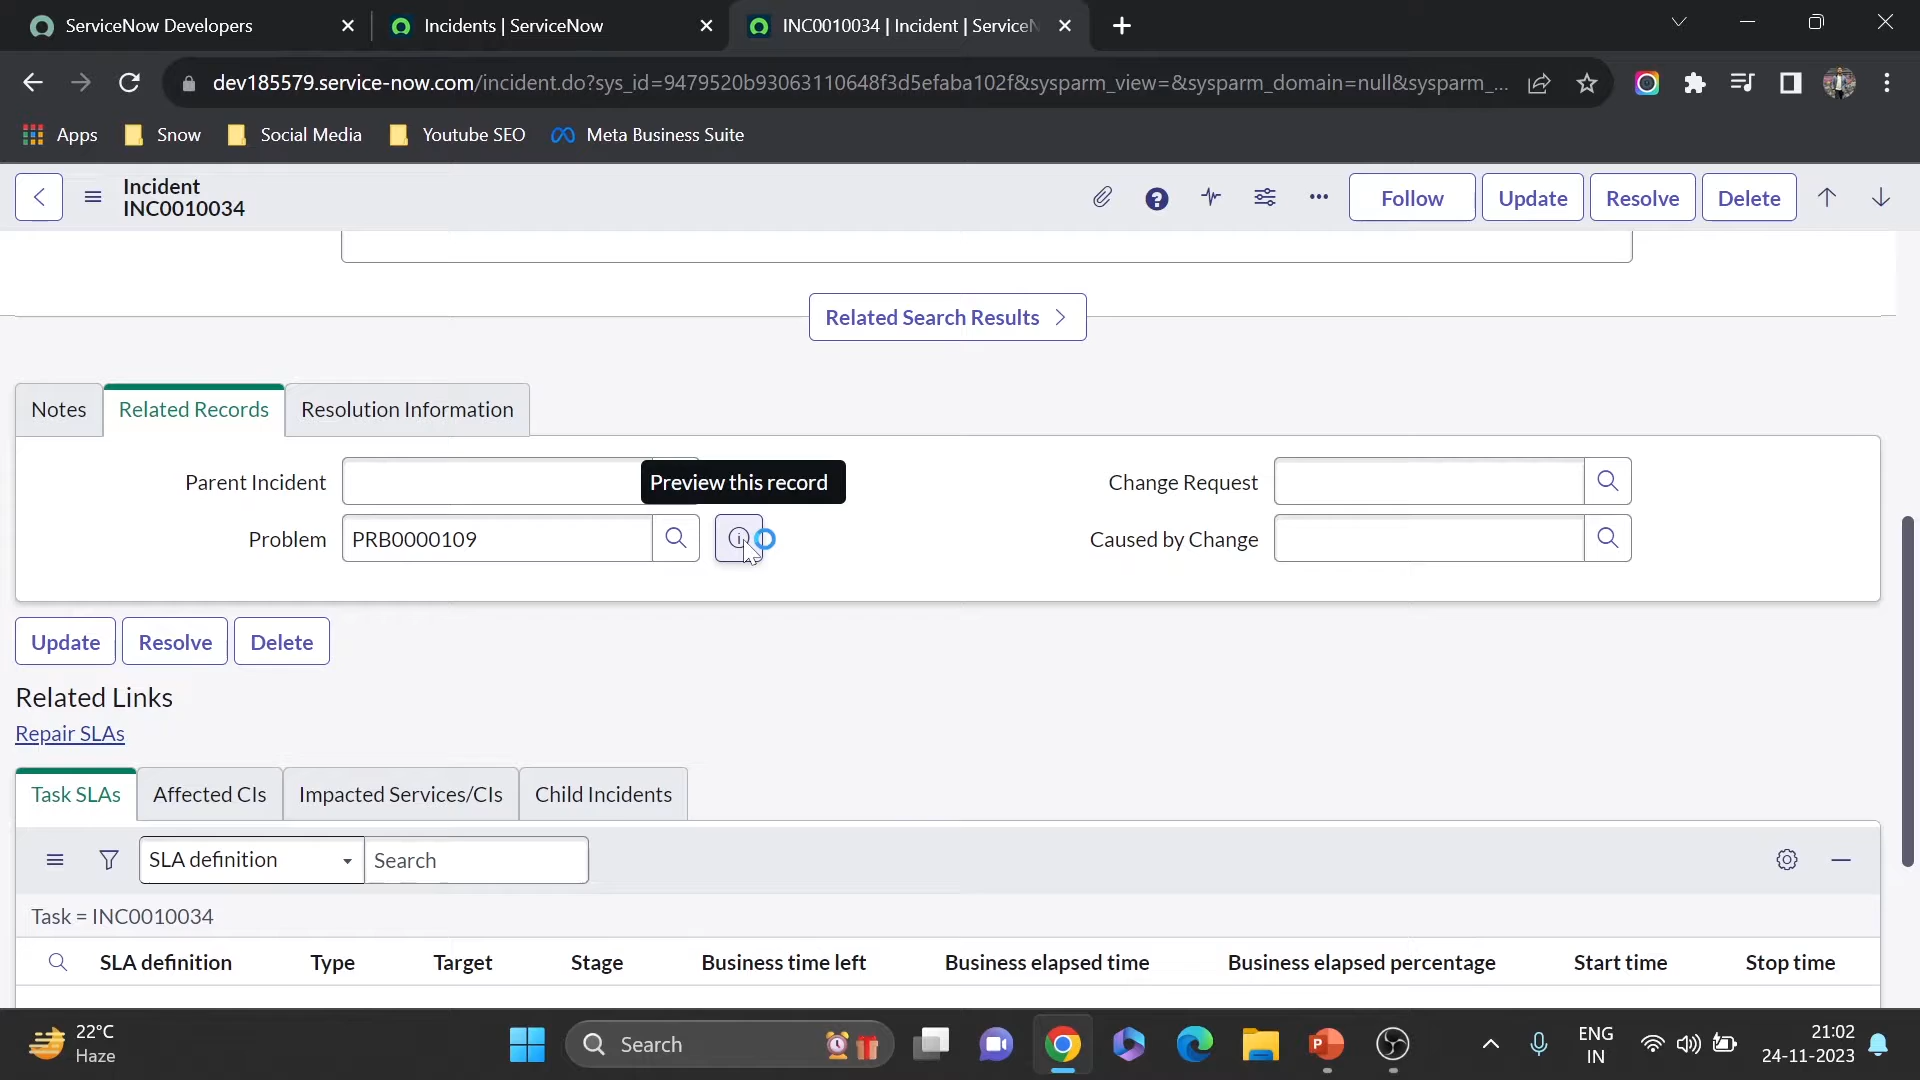 ServiceNow Developers
Incidents | ServiceNow
INC0010034 | Incident | ServiceN
dev185579.service-now.com/incident.do?sys_id=9479520b93063110648f3d5efaba102f&sysparm_view=&sysparm_domain=null&sysparm_...
Apps Snow Social Media Youtube SEO Meta Business Suite
Incident
INC0010034
Follow Update Resolve Delete
Related Search Results
Notes Related Records Resolution Information
Parent Incident Preview this record Change Request
Problem PRB0000109 Caused by Change
Update Resolve Delete
Related Links
Repair SLAs
Task SLAs Affected CIs Impacted Services/CIs Child Incidents
SLA definition Search
Task = INC0010034
SLA definition Type Target Stage Business time left Business elapsed time Business elapsed percentage Start time Stop time
22°C
Haze
Search
ENG
IN
21:02
24-11-2023